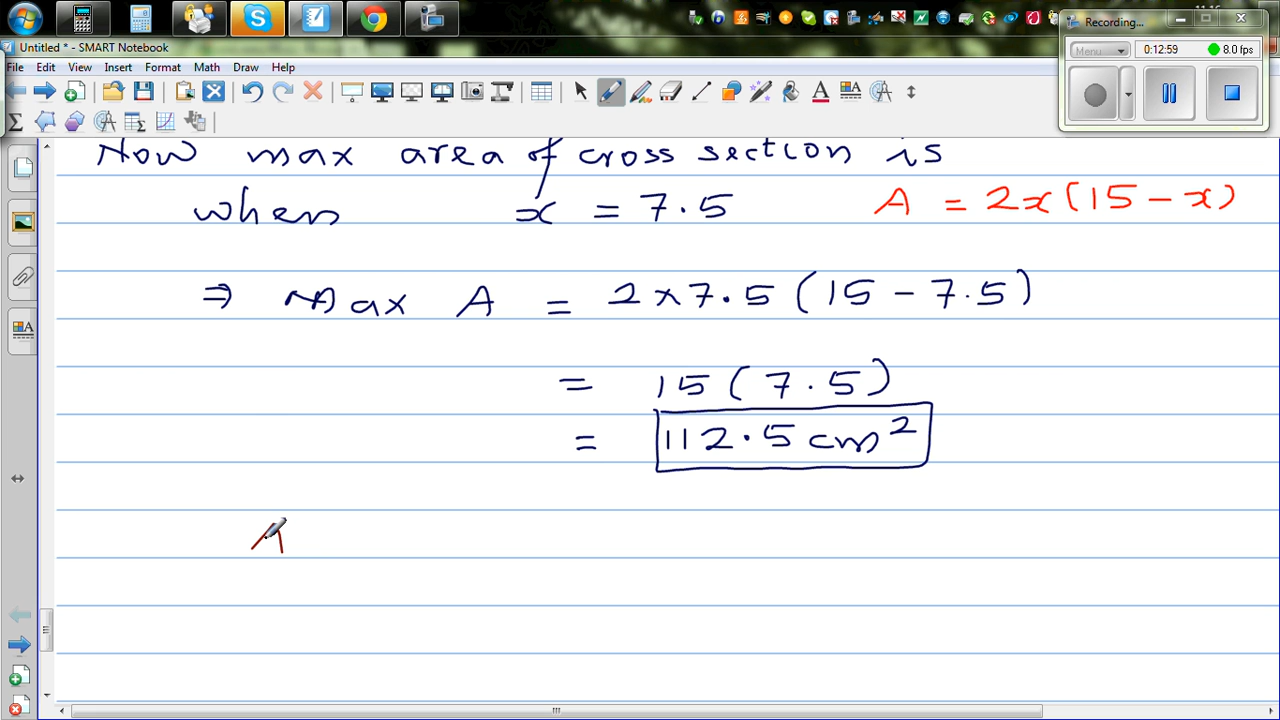 Recording...
Untitled * - SMART Notebook
Menu
0:12:59
8.0 fps
File Edit View Insert Format Math Draw Help
Now max area of cross section is
when x = 7.5 A = 2x(15 - x)
⇒ Max A = 2 x 7.5 (15 - 7.5)
= 15 (7.5)
= 112.5 cm²
A